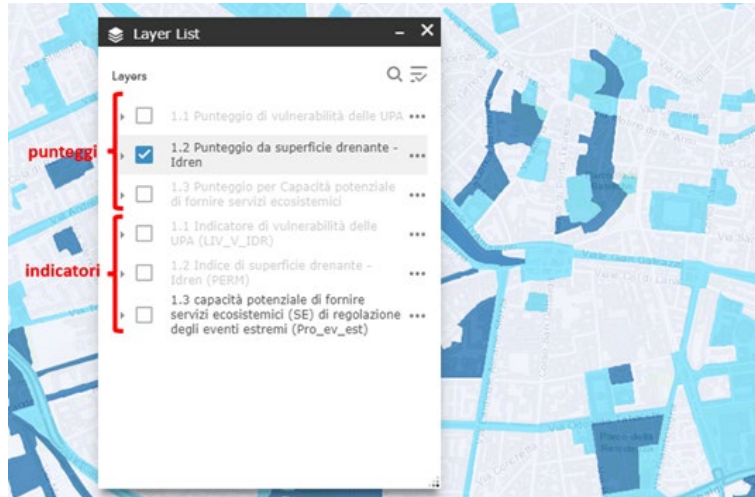 Layer List
Layers
1.1 Punteggio di vulnerabilità delle UPA
punteggi
1.2 Punteggio da superficie drenante -
Idren
1.3 Punteggio per Capacità potenziale
di fornire servizi ecosistemici
1.1 Indicatore di vulnerabilità delle
UPA (LIV_V_IDR)
indicatori
1.2 Indice di superficie drenante -
Idren (PERM)
1.3 capacità potenziale di fornire
servizi ecosistemici (SE) di regolazione
degli eventi estremi (Pro_ev_est)
Parco della